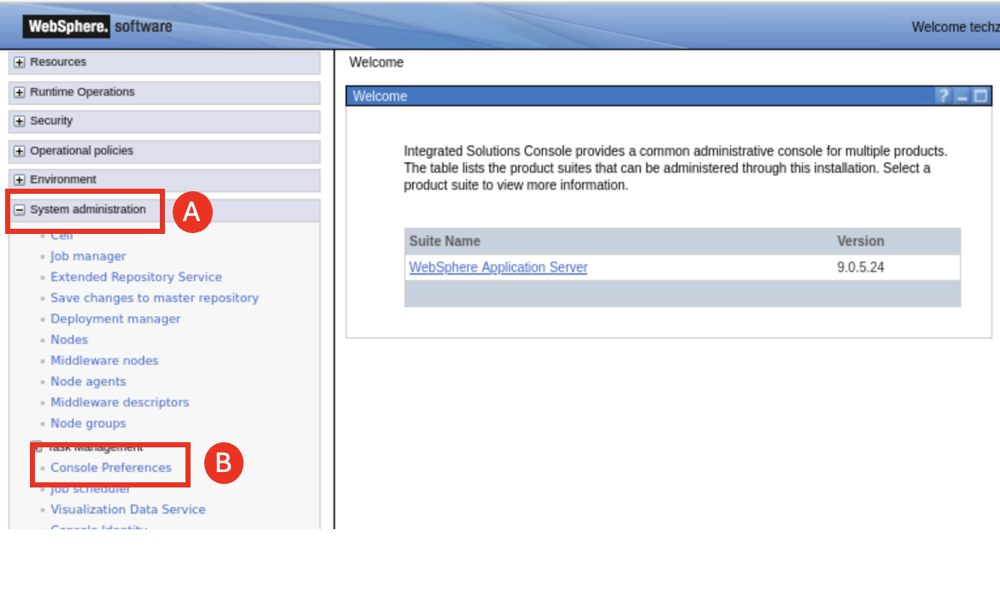 WebSphere. software
Welcome techz
Resources
Runtime Operations
Security
Operational policies
Environment
System administration
A
Cell
Job manager
Extended Repository Service
Save changes to master repository
Deployment manager
Nodes
Middleware nodes
Node agents
Middleware descriptors
Node groups
Task Management
Console Preferences
B
Job scheduler
Visualization Data Service
Console Identity
Welcome
Welcome
?
Integrated Solutions Console provides a common administrative console for multiple products.
The table lists the product suites that can be administered through this installation. Select a
product suite to view more information.
Suite Name Version
WebSphere Application Server 9.0.5.24